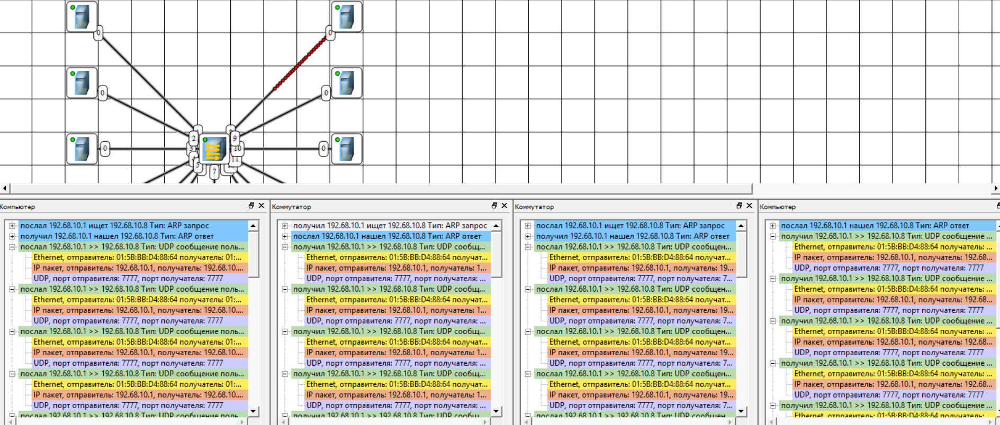 0
0
0
0
1
2
9
0
3
10
0
11
5
7
Компьютер
послал 192.68.10.1 ищет 192.68.10.8 Тип: ARP запрос
получил 192.68.10.1 нашел 192.68.10.8 Тип: ARP ответ
послал 192.68.10.1 >> 192.68.10.8 Тип: UDP сообщение поль...
Ethernet, отправитель: 01:5B:BB:D4:88:64 получатель: 01:...
IP пакет, отправитель: 192.68.10.1, получатель: 192.68.10....
UDP, порт отправителя: 7777, порт получателя: 7777
послал 192.68.10.1 >> 192.68.10.8 Тип: UDP сообщение поль...
Ethernet, отправитель: 01:5B:BB:D4:88:64 получатель: 01:...
IP пакет, отправитель: 192.68.10.1, получатель: 192.68.10....
UDP, порт отправителя: 7777, порт получателя: 7777
послал 192.68.10.1 >> 192.68.10.8 Тип: UDP сообщение поль...
Ethernet, отправитель: 01:5B:BB:D4:88:64 получатель: 01:...
IP пакет, отправитель: 192.68.10.1, получатель: 192.68.10....
UDP, порт отправителя: 7777, порт получателя: 7777
послал 192.68.10.1 >> 192.68.10.8 Тип: UDP сообщение поль...
Ethernet, отправитель: 01:5B:BB:D4:88:64 получатель: 01:...
IP пакет, отправитель: 192.68.10.1, получатель: 192.68.10....
UDP, порт отправителя: 7777, порт получателя: 7777
послал 192.68.10.1 >> 192.68.10.8 Тип: UDP сообщение поль...
Коммутатор
получил 192.68.10.1 ищет 192.68.10.8 Тип: ARP запрос
послал 192.68.10.1 нашел 192.68.10.8 Тип: ARP ответ
получил 192.68.10.1 >> 192.68.10.8 Тип: UDP сообщ...
Ethernet, отправитель: 01:5B:BB:D4:88:64 получат...
IP пакет, отправитель: 192.68.10.1, получатель: 1...
UDP, порт отправителя: 7777, порт получателя: ...
получил 192.68.10.1 >> 192.68.10.8 Тип: UDP сообщ...
Ethernet, отправитель: 01:5B:BB:D4:88:64 получат...
IP пакет, отправитель: 192.68.10.1, получатель: 1...
UDP, порт отправителя: 7777, порт получателя: ...
получил 192.68.10.1 >> 192.68.10.8 Тип: UDP сообщ...
Ethernet, отправитель: 01:5B:BB:D4:88:64 получат...
IP пакет, отправитель: 192.68.10.1, получатель: 1...
UDP, порт отправителя: 7777, порт получателя: ...
получил 192.68.10.1 >> 192.68.10.8 Тип: UDP сообщ...
Ethernet, отправитель: 01:5B:BB:D4:88:64 получат...
IP пакет, отправитель: 192.68.10.1, получатель: 1...
UDP, порт отправителя: 7777, порт получателя: ...
получил 192.68.10.1 >> 192.68.10.8 Тип: UDP сообщ...
Коммутатор
послал 192.68.10.1 ищет 192.68.10.8 Тип: ARP запрос
получил 192.68.10.1 нашел 192.68.10.8 Тип: ARP ответ
послал 192.68.10.1 >> 192.68.10.8 Тип: UDP сообщен...
Ethernet, отправитель: 01:5B:BB:D4:88:64 получат...
IP пакет, отправитель: 192.68.10.1, получатель: 19...
UDP, порт отправителя: 7777, порт получателя: 7...
послал 192.68.10.1 >> 192.68.10.8 Тип: UDP сообщен...
Ethernet, отправитель: 01:5B:BB:D4:88:64 получат...
IP пакет, отправитель: 192.68.10.1, получатель: 19...
UDP, порт отправителя: 7777, порт получателя: 7...
послал 192.68.10.1 >> 192.68.10.8 Тип: UDP сообщен...
Ethernet, отправитель: 01:5B:BB:D4:88:64 получат...
IP пакет, отправитель: 192.68.10.1, получатель: 19...
UDP, порт отправителя: 7777, порт получателя: 7...
послал 192.68.10.1 >> 192.68.10.8 Тип: UDP сообщен...
Ethernet, отправитель: 01:5B:BB:D4:88:64 получат...
IP пакет, отправитель: 192.68.10.1, получатель: 19...
UDP, порт отправителя: 7777, порт получателя: 7...
послал 192.68.10.1 >> 192.68.10.8 Тип: UDP сообщен...
Компьютер
послал 192.68.10.1 нашел 192.68.10.8 Тип: ARP ответ
получил 192.68.10.1 >> 192.68.10.8 Тип: UDP сообщение ...
Ethernet, отправитель: 01:5B:BB:D4:88:64 получатель: ...
IP пакет, отправитель: 192.68.10.1, получатель: 192.68...
UDP, порт отправителя: 7777, порт получателя: 7777
получил 192.68.10.1 >> 192.68.10.8 Тип: UDP сообщение ...
Ethernet, отправитель: 01:5B:BB:D4:88:64 получатель: ...
IP пакет, отправитель: 192.68.10.1, получатель: 192.68...
UDP, порт отправителя: 7777, порт получателя: 7777
получил 192.68.10.1 >> 192.68.10.8 Тип: UDP сообщение ...
Ethernet, отправитель: 01:5B:BB:D4:88:64 получатель: ...
IP пакет, отправитель: 192.68.10.1, получатель: 192.68...
UDP, порт отправителя: 7777, порт получателя: 7777
получил 192.68.10.1 >> 192.68.10.8 Тип: UDP сообщение ...
Ethernet, отправитель: 01:5B:BB:D4:88:64 получатель: ...
IP пакет, отправитель: 192.68.10.1, получатель: 192.68...
UDP, порт отправителя: 7777, порт получателя: 7777
получил 192.68.10.1 >> 192.68.10.8 Тип: UDP сообщение ...
Ethernet, отправитель: 01:5B:BB:D4:88:64 получатель: ...